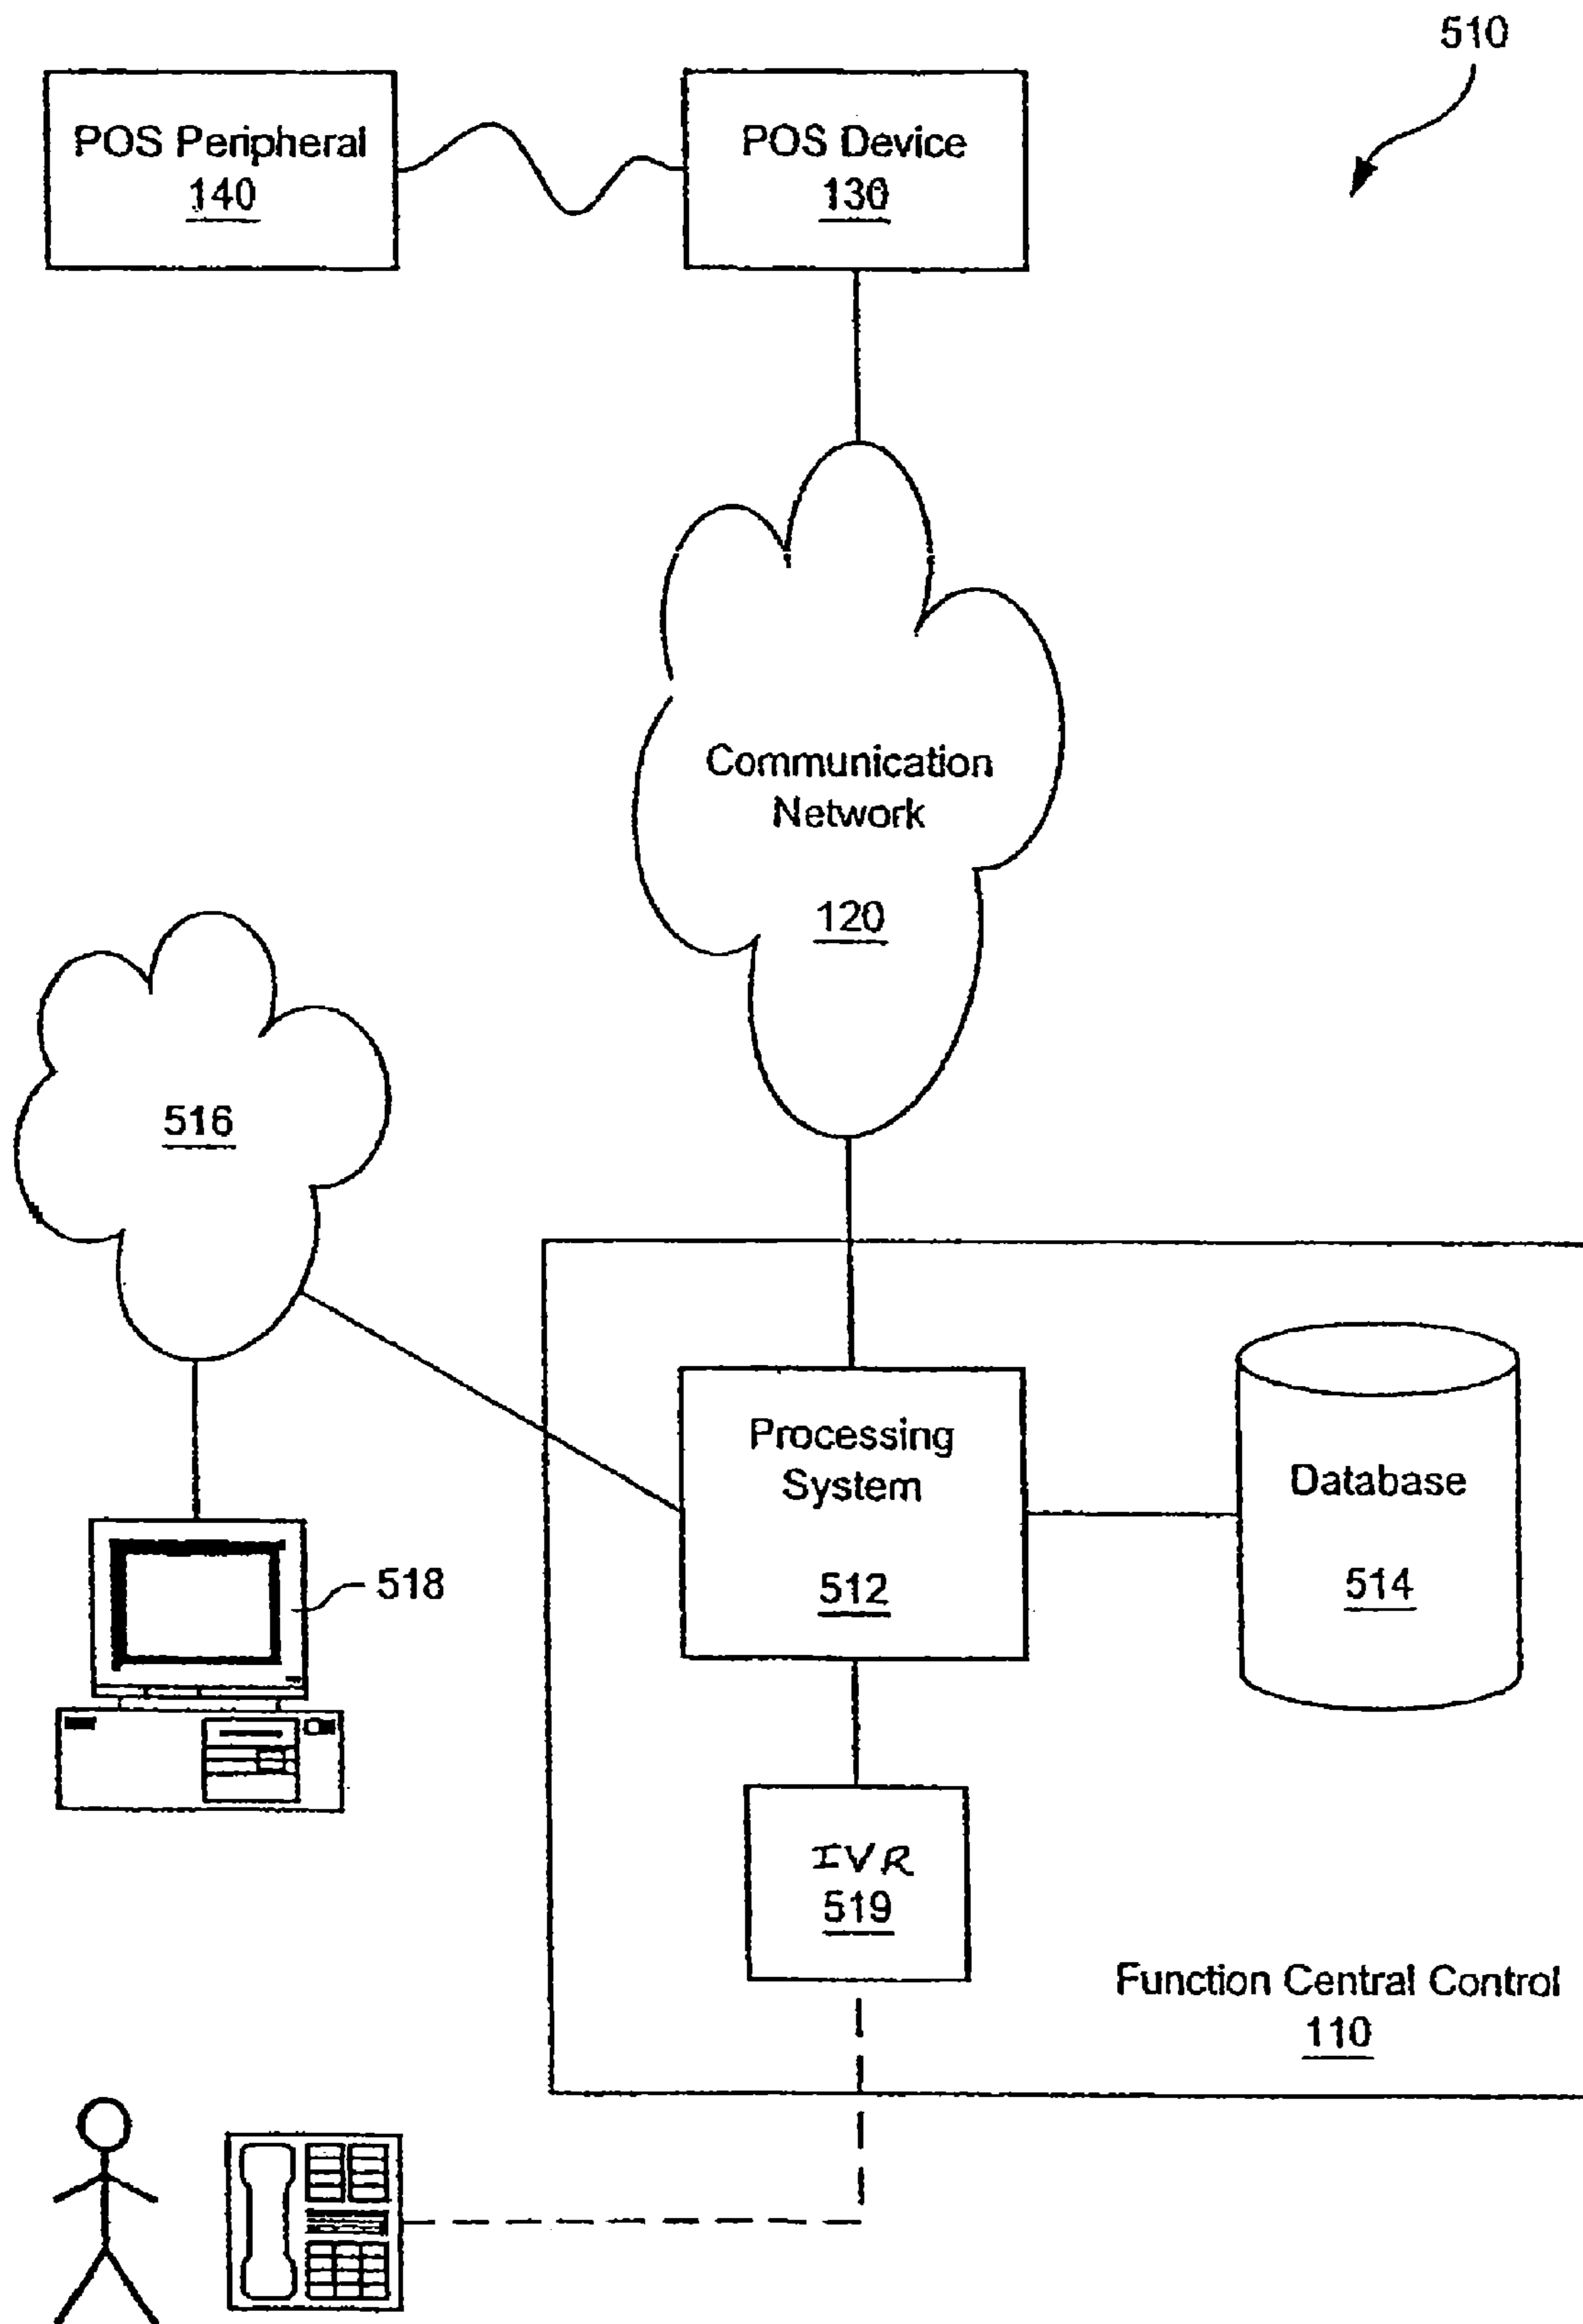 510
POS Peripheral
140
POS Device
130
Communication
Network
120
516
Processing
System
512
Database
514
518
IVR
519
Function Central Control
110